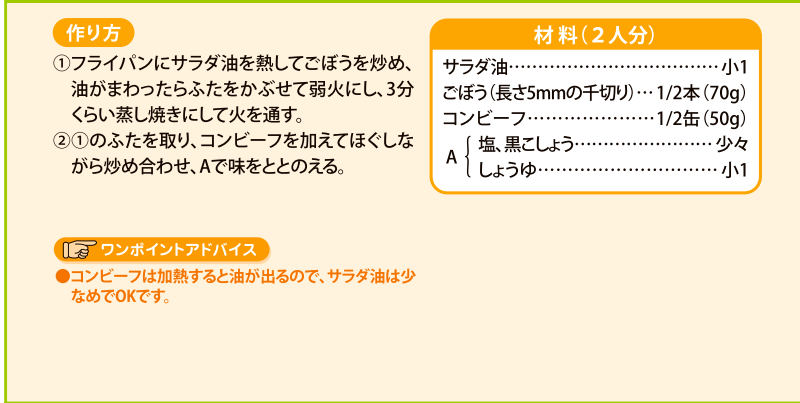 作り方
①フライパンにサラダ油を熱してごぼうを炒め、
油がまわったらふたをかぶせて弱火にし、3分
くらい蒸し焼きにして火を通す。
②①のふたを取り、コンビーフを加えてほぐしな
がら炒め合わせ、Aで味をととのえる。
材料（2人分）
サラダ油…………………………………小1
ごぼう（長さ5mmの千切り）…1/2本（70g）
コンビーフ…………………1/2缶（50g）
A
塩、黒こしょう……………………少々
しょうゆ……………………………小1
ワンポイントアドバイス
●コンビーフは加熱すると油が出るので、サラダ油は少
なめでOKです。